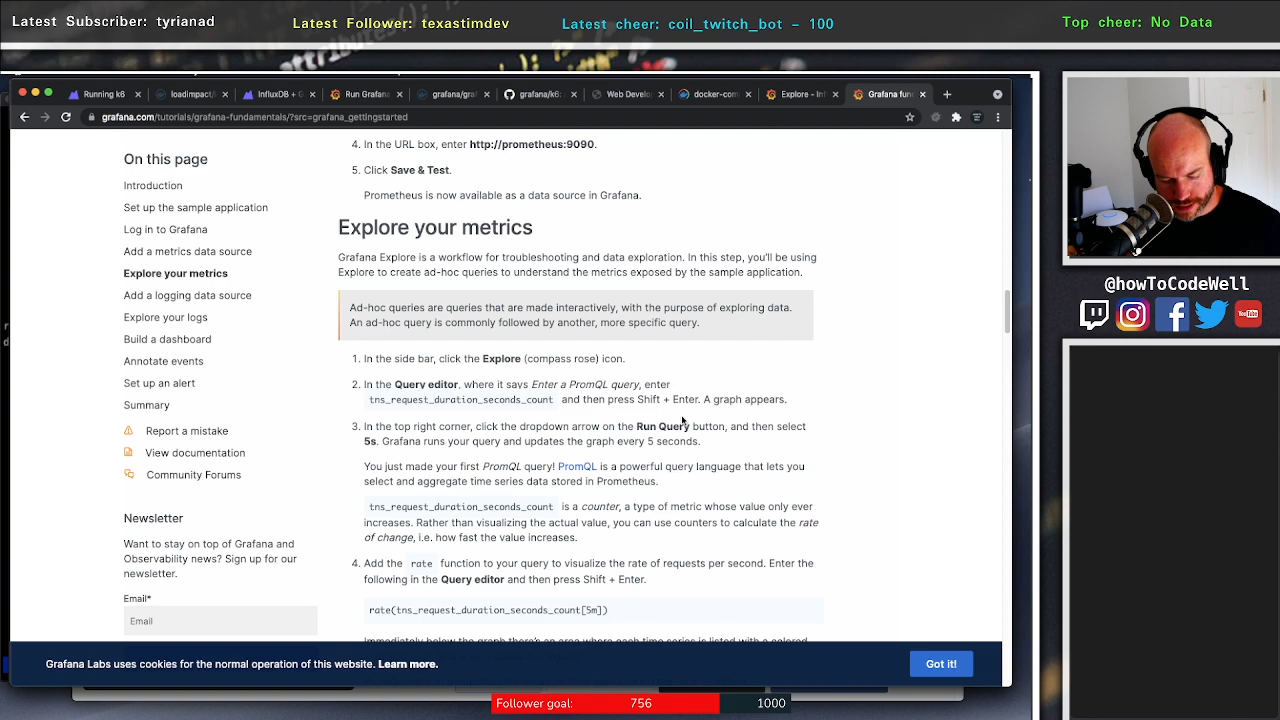 Latest Subscriber: tyrianad
Latest Follower: texastimdev
Latest cheer: coil_twitch_bot - 100
Top cheer: No Data
Running k6
loadimpact/
InfluxDB + G
Run Grafana
grafana/graf
grafana/k6:
Web Develo
docker-com
Explore - Inf
Grafana fun
grafana.com/tutorials/grafana-fundamentals/?src=grafana_gettingstarted
On this page
Introduction
Set up the sample application
Log in to Grafana
Add a metrics data source
Explore your metrics
Add a logging data source
Explore your logs
Build a dashboard
Annotate events
Set up an alert
Summary
Report a mistake
View documentation
Community Forums
Newsletter
Want to stay on top of Grafana and
Observability news? Sign up for our
newsletter.
Email*
Email
4. In the URL box, enter http://prometheus:9090.
5. Click Save & Test.
Prometheus is now available as a data source in Grafana.
Explore your metrics
Grafana Explore is a workflow for troubleshooting and data exploration. In this step, you'll be using
Explore to create ad-hoc queries to understand the metrics exposed by the sample application.
Ad-hoc queries are queries that are made interactively, with the purpose of exploring data.
An ad-hoc query is commonly followed by another, more specific query.
1. In the side bar, click the Explore (compass rose) icon.
2. In the Query editor, where it says Enter a PromQL query, enter
tns_request_duration_seconds_count and then press Shift + Enter. A graph appears.
3. In the top right corner, click the dropdown arrow on the Run Query button, and then select
5s. Grafana runs your query and updates the graph every 5 seconds.
You just made your first PromQL query! PromQL is a powerful query language that lets you
select and aggregate time series data stored in Prometheus.
tns_request_duration_seconds_count is a counter, a type of metric whose value only ever
increases. Rather than visualizing the actual value, you can use counters to calculate the rate
of change, i.e. how fast the value increases.
4. Add the rate function to your query to visualize the rate of requests per second. Enter the
following in the Query editor and then press Shift + Enter.
rate(tns_request_duration_seconds_count[5m])
Immediately below the graph there's an area where each time series is listed with a colored
Grafana Labs uses cookies for the normal operation of this website. Learn more.
Got it!
@howToCodeWell
Follower goal: 756 1000